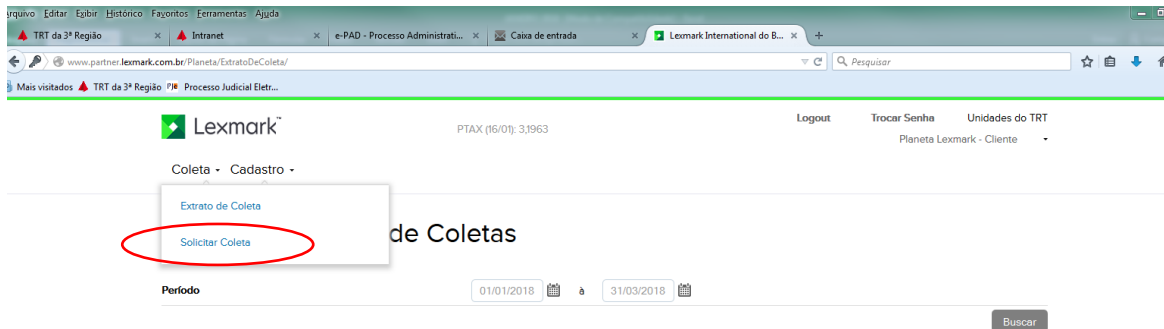 Arquivo Editar Exibir Histórico Favoritos Ferramentas Ajuda
TRT da 3ª Região × Intranet × e-PAD - Processo Administrati... × Caixa de entrada × Lexmark International do B... × +
www.partner.lexmark.com.br/Planeta/ExtratoDeColeta/ Pesquisar
Mais visitados TRT da 3ª Região PJe Processo Judicial Eletr...
Lexmark™ PTAX (16/01): 3,1963 Logout Trocar Senha Unidades do TRT
Planeta Lexmark - Cliente
Coleta Cadastro
Extrato de Coleta
Solicitar Coleta
de Coletas
Período 01/01/2018 à 31/03/2018
Buscar